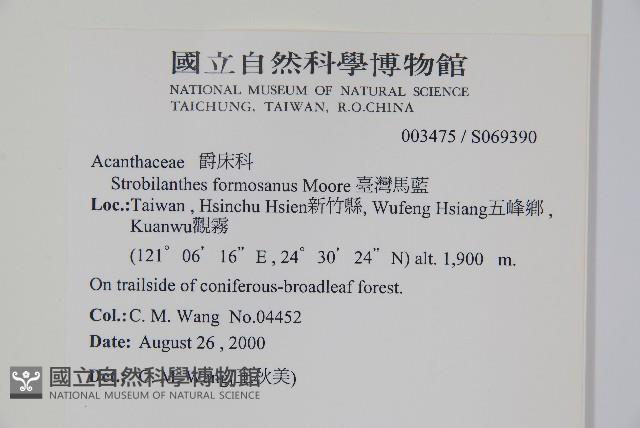 國立自然科學博物館
NATIONAL MUSEUM OF NATURAL SCIENCE
TAICHUNG, TAIWAN, R.O.CHINA
003475 / S069390
Acanthaceae 爵床科
Strobilanthes formosanus Moore 臺灣馬藍
Loc.:Taiwan , Hsinchu Hsien新竹縣, Wufeng Hsiang五峰鄉 ,
Kuanwu觀霧
(121° 06' 16" E , 24° 30' 24" N) alt. 1,900 m.
On trailside of coniferous-broadleaf forest.
Col.: C. M. Wang No.04452
Date: August 26 , 2000
Det.: C. M. Wang(王秋美)
國立自然科學博物館
NATIONAL MUSEUM OF NATURAL SCIENCE